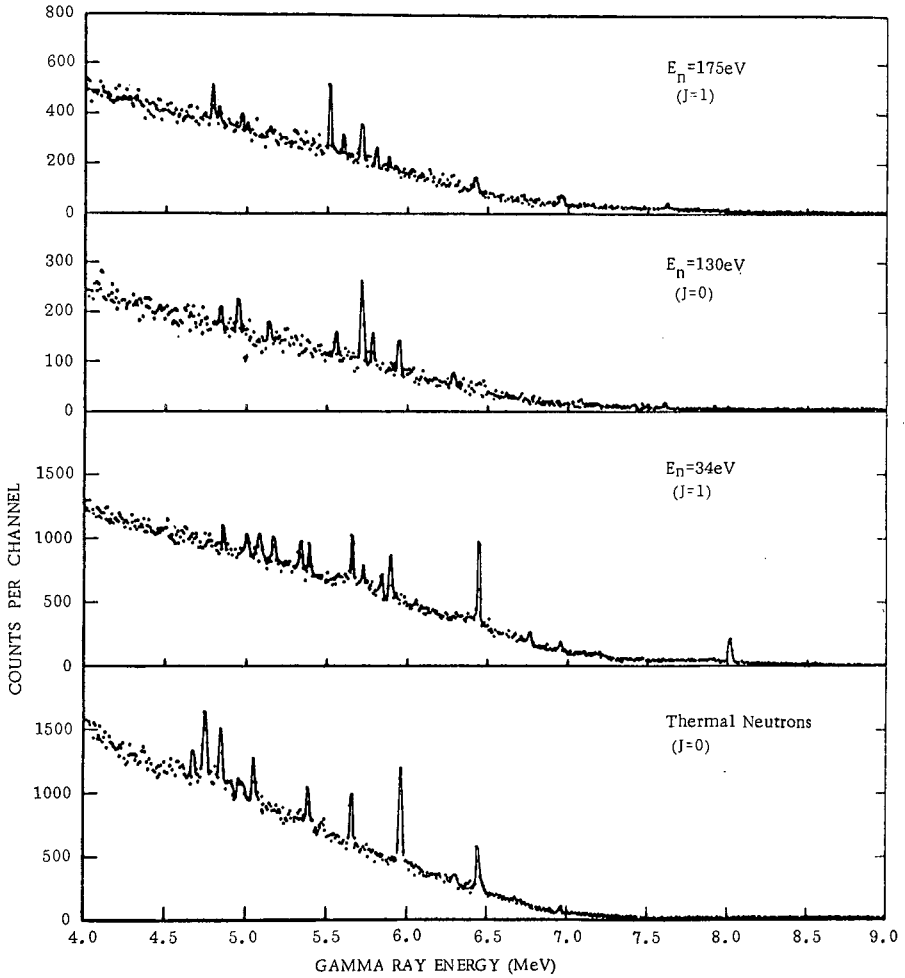 800
600
400
200
0
E_n=175eV
(J=1)
300
200
100
0
E_n=130eV
(J=0)
1500
1000
500
0
E_n=34eV
(J=1)
1500
1000
500
0
Thermal Neutrons
(J=0)
COUNTS PER CHANNEL
4.0 4.5 5.0 5.5 6.0 6.5 7.0 7.5 8.0 8.5 9.0
GAMMA RAY ENERGY (MeV)